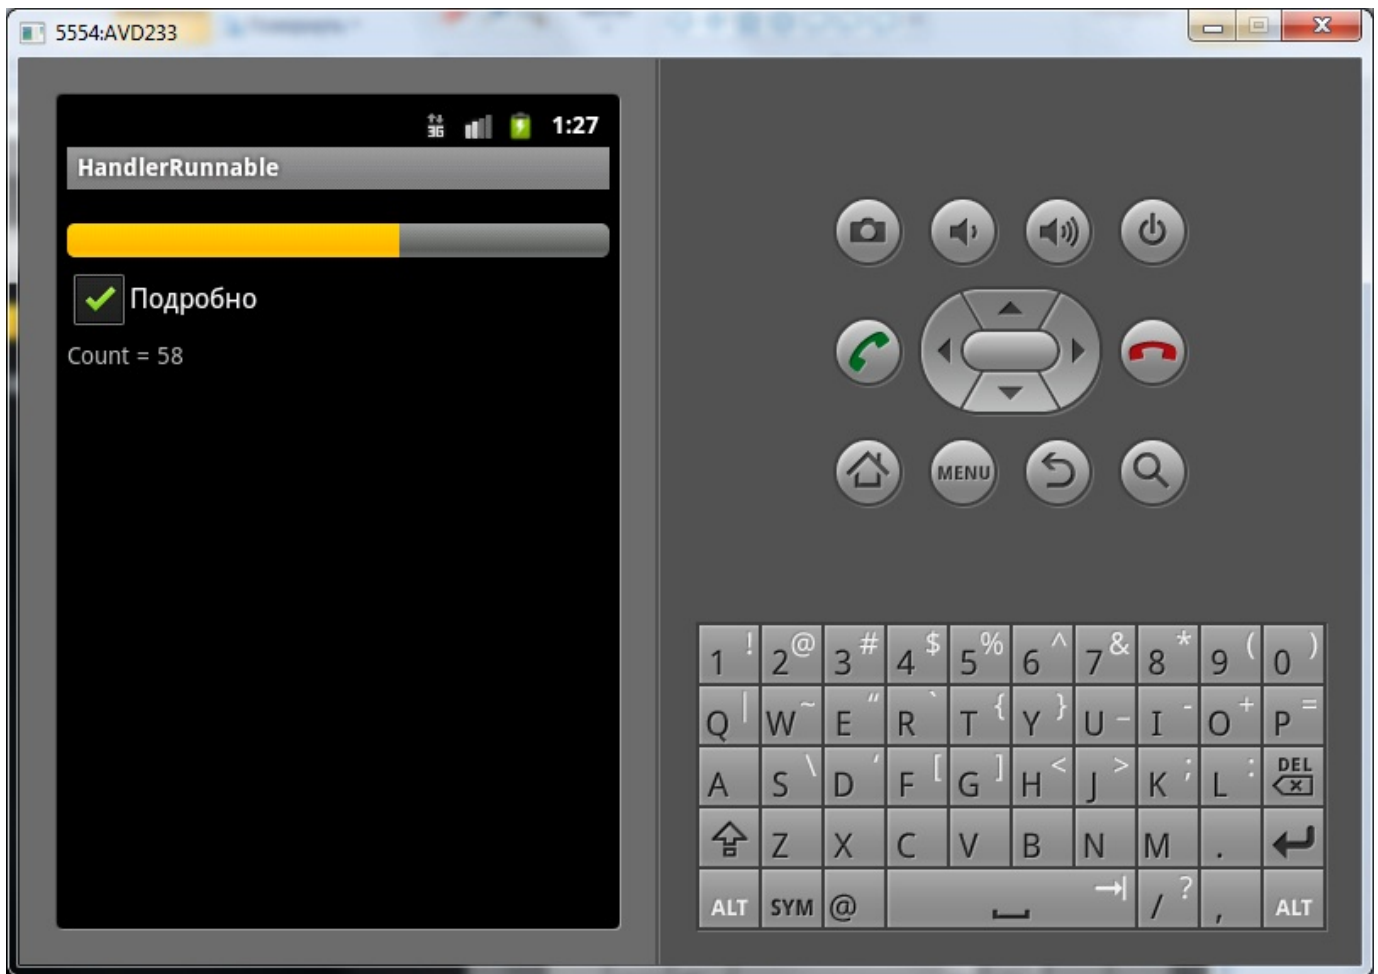 5554:AVD233
3G 1:27
HandlerRunnable
Подробно
Count = 58
MENU
1 ! 2 @ 3 # 4 $ 5 % 6 ^ 7 & 8 * 9 ( 0 )
Q | W ~ E " R ` T { Y } U _ I - O + P =
A S \ D ' F [ G ] H < J > K ; L : DEL
Z X C V B N M .
ALT SYM @ / ? , ALT